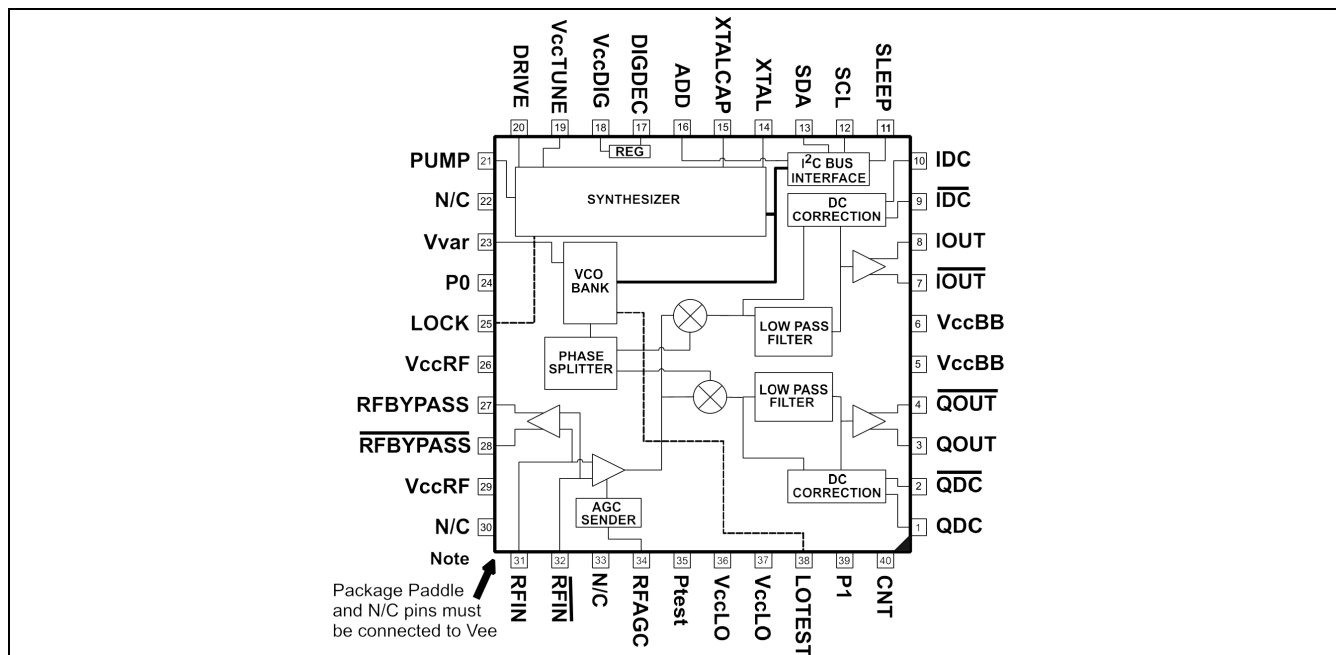 DRIVE
VccTUNE
VccDIG
DIGDEC
ADD
XTALCAP
XTAL
SDA
SCL
SLEEP
20
19
18
17
16
15
14
13
12
11
PUMP 21
N/C 22
Vvar 23
P0 24
LOCK 25
VccRF 26
RFBYPASS 27
RFBYPASS 28
VccRF 29
N/C 30
REG
SYNTHESIZER
I2C BUS
INTERFACE
DC
CORRECTION
VCO
BANK
LOW PASS
FILTER
PHASE
SPLITTER
LOW PASS
FILTER
DC
CORRECTION
AGC
SENDER
10 IDC
9 IDC
8 IOUT
7 IOUT
6 VccBB
5 VccBB
4 QOUT
3 QOUT
2 QDC
1 QDC
31
32
33
34
35
36
37
38
39
40
RFIN
RFIN
N/C
RFAGC
Ptest
VccLO
VccLO
LOTEST
P1
CNT
Note
Package Paddle
and N/C pins must
be connected to Vee